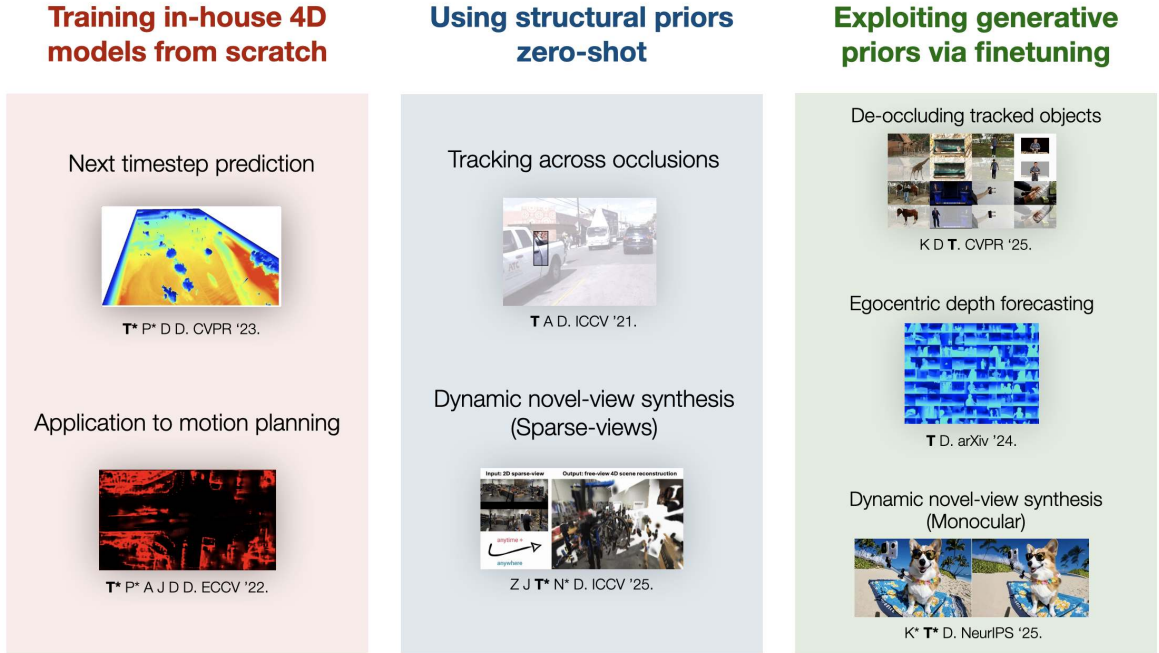 Training in-house 4D
models from scratch
Next timestep prediction
T* P* D D. CVPR ‘23.
Application to motion planning
T* P* A J D D. ECCV ’22.
Using structural priors
zero-shot
Tracking across occlusions
T A D. ICCV ’21.
Dynamic novel-view synthesis
(Sparse-views)
Input: 2D sparse-view
Output: free-view 4D scene reconstruction
anytime +
anywhere
Z J T* N* D. ICCV ’25.
Exploiting generative
priors via finetuning
De-occluding tracked objects
K D T. CVPR ‘25.
Egocentric depth forecasting
T D. arXiv ’24.
Dynamic novel-view synthesis
(Monocular)
K* T* D. NeurIPS ‘25.